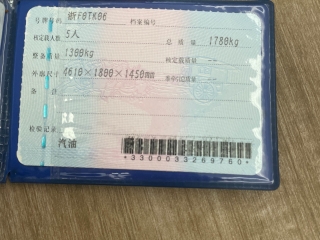 号牌号码 浙F0TK06 档案编号
核定载人数 5人 总质量 1780kg
整备质量 1300kg 核定载质量 --
外廓尺寸 4610×1800×1450mm 准牵引总质量 --
备注
检验记录
汽油
*3300033269760*